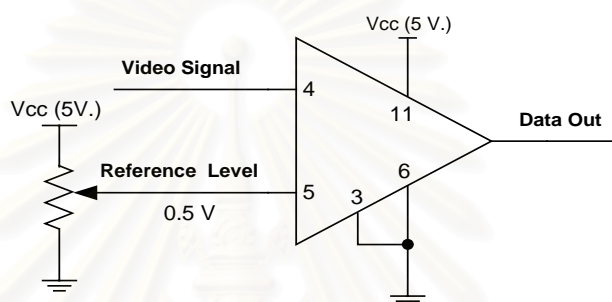 Vcc (5 V.)
Video Signal
4
Vcc (5V.)
11
Data Out
Reference Level
5
6
3
0.5 V